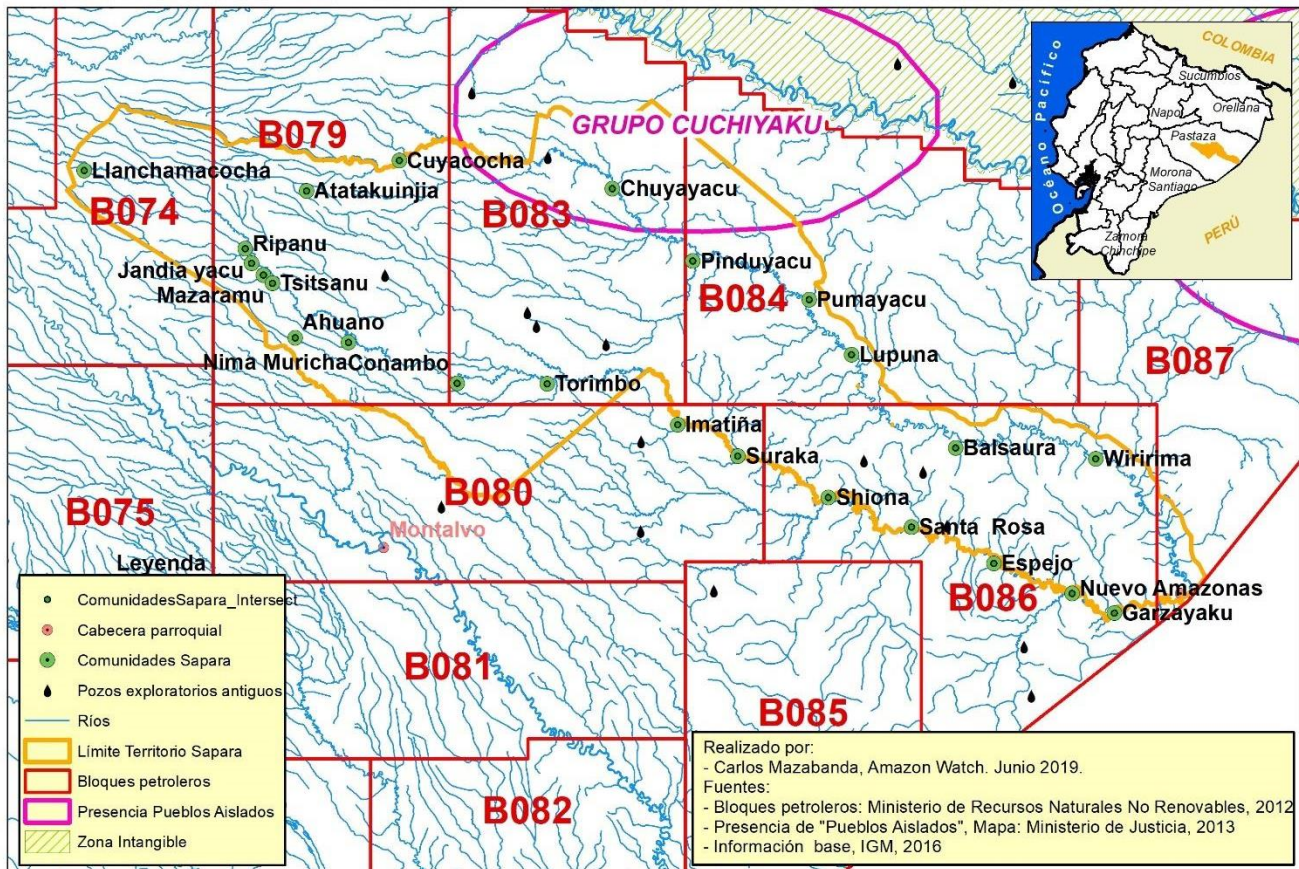 B079
GRUPO CUCHIYAKU
Llanchamacocha
Cuyacocha
Atatakuinjia
Chuyayacu
B074
B083
Ripanu
Jandia yacu
Tsitsanu
Mazaramu
Pinduyacu
B084
Pumayacu
Ahuano
Nima Muricha
Conambo
Lupuna
Torimbo
B087
Imatiña
Suraka
Balsaura
Wiririma
B080
Shiona
B075
Montalvo
Santa Rosa
Espejo
B086
Nuevo Amazonas
Garzayaku
B081
B085
B082
Océano Pacífico
COLOMBIA
Sucumbíos
Napo
Orellana
Pastaza
Morona
Santiago
PERÚ
Zamora
Chinchipe
Leyenda
ComunidadesSapara_Intersect
Cabecera parroquial
Comunidades Sapara
Pozos exploratorios antiguos
Ríos
Límite Territorio Sapara
Bloques petroleros
Presencia Pueblos Aislados
Zona Intangible
Realizado por:
- Carlos Mazabanda, Amazon Watch. Junio 2019.
Fuentes:
- Bloques petroleros: Ministerio de Recursos Naturales No Renovables, 2012
- Presencia de "Pueblos Aislados", Mapa: Ministerio de Justicia, 2013
- Información base, IGM, 2016